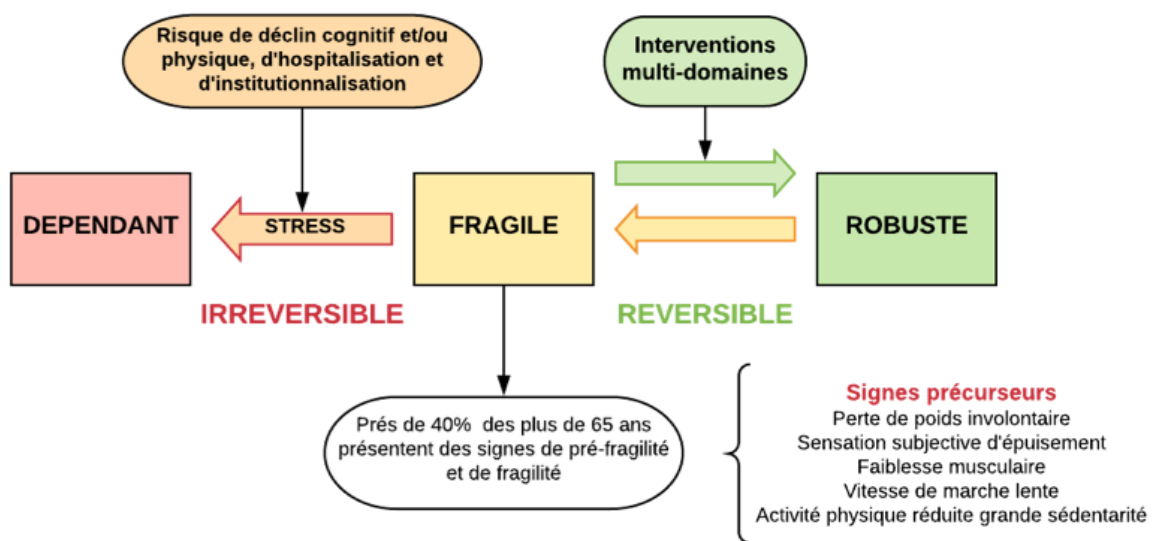 Risque de déclin cognitif et/ou
physique, d'hospitalisation et
d'institutionnalisation
Interventions
multi-domaines
DEPENDANT
STRESS
FRAGILE
ROBUSTE
IRREVERSIBLE
REVERSIBLE
Prés de 40% des plus de 65 ans
présentent des signes de pré-fragilité
et de fragilité
Signes précurseurs
Perte de poids involontaire
Sensation subjective d'épuisement
Faiblesse musculaire
Vitesse de marche lente
Activité physique réduite grande sédentarité